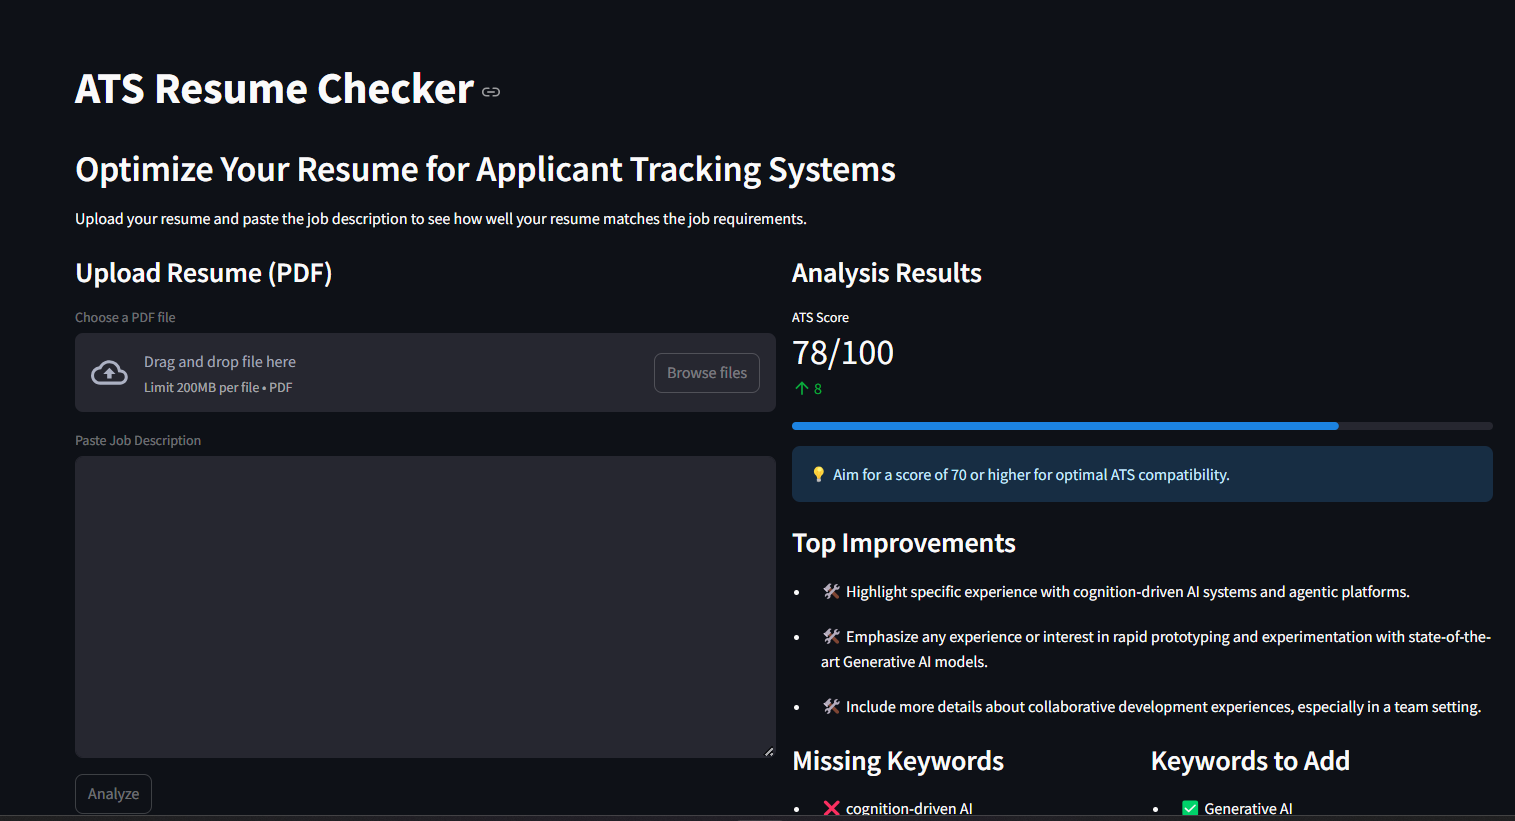 ATS Resume Checker
Optimize Your Resume for Applicant Tracking Systems
Upload your resume and paste the job description to see how well your resume matches the job requirements.
Upload Resume (PDF)
Choose a PDF file
Drag and drop file here
Limit 200MB per file • PDF
Browse files
Paste Job Description
Analyze
Analysis Results
ATS Score
78/100
↑ 8
💡 Aim for a score of 70 or higher for optimal ATS compatibility.
Top Improvements
• 🛠️ Highlight specific experience with cognition-driven AI systems and agentic platforms.
• 🛠️ Emphasize any experience or interest in rapid prototyping and experimentation with state-of-the-
art Generative AI models.
• 🛠️ Include more details about collaborative development experiences, especially in a team setting.
Missing Keywords
• ❌ cognition-driven AI
Keywords to Add
• ✅ Generative AI